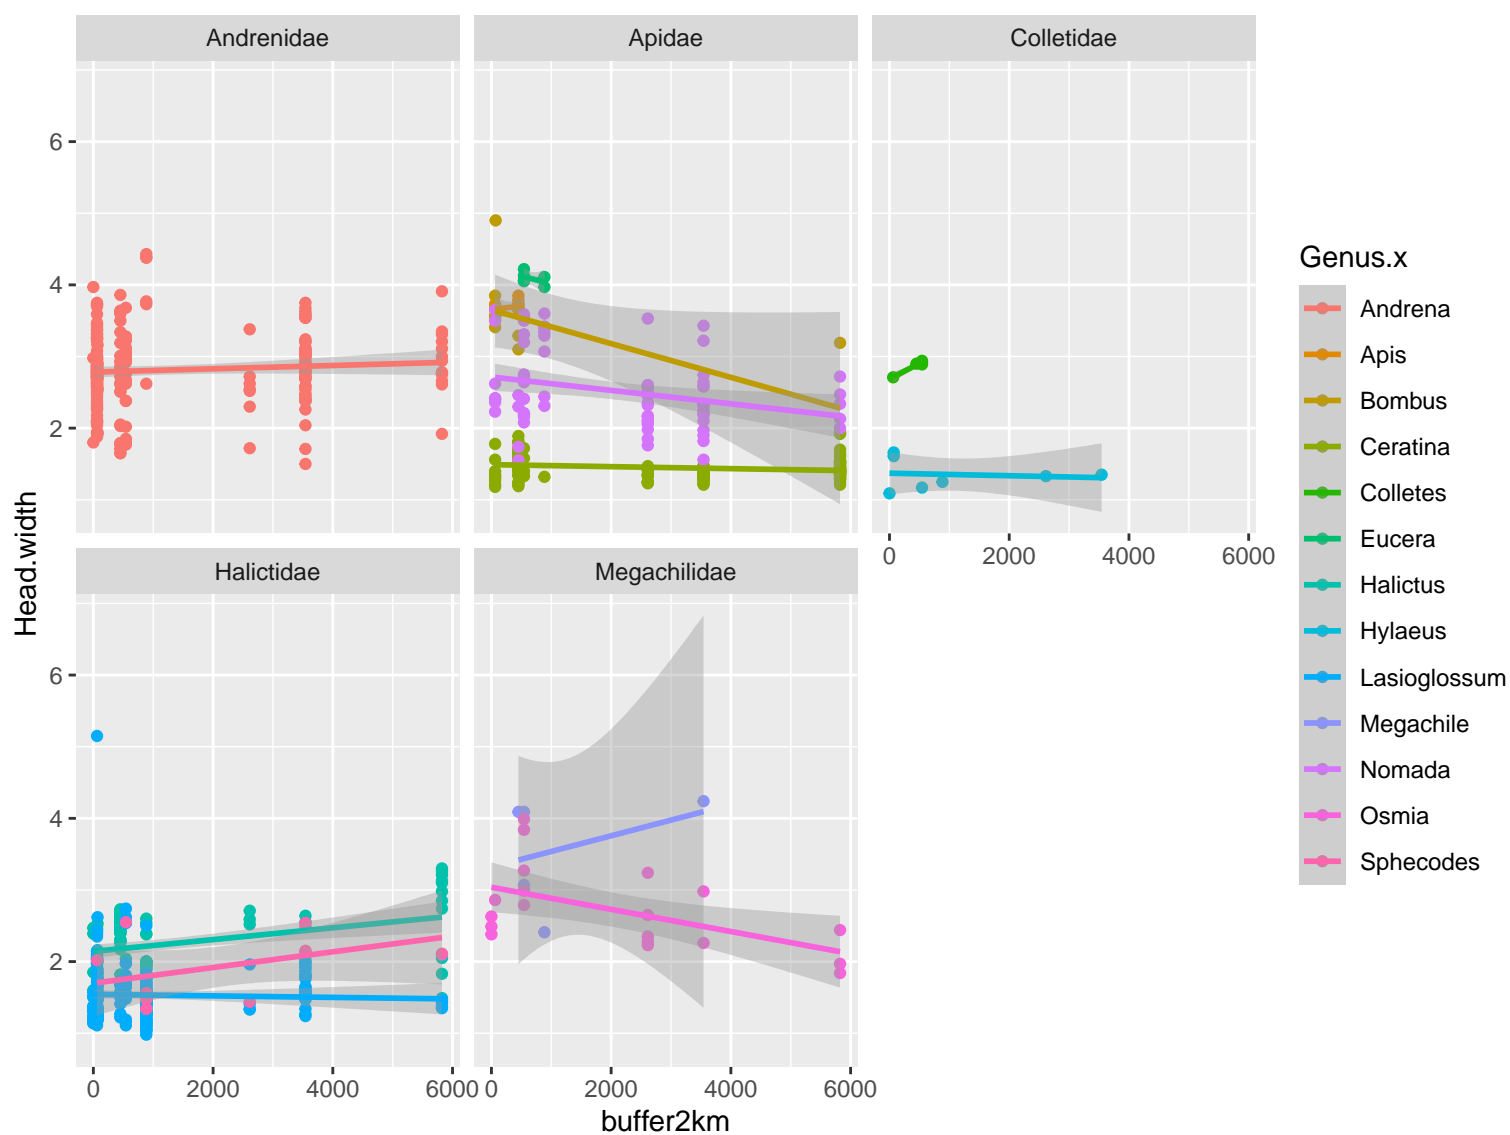 Andrenidae
Apidae
Colletidae
6
4
2
0 2000 4000 6000
Halictidae
Megachilidae
6
4
2
0 2000 4000 6000
0 2000 4000 6000
Head.width
buffer2km
Genus.x
Andrena
Apis
Bombus
Ceratina
Colletes
Eucera
Halictus
Hylaeus
Lasioglossum
Megachile
Nomada
Osmia
Sphecodes